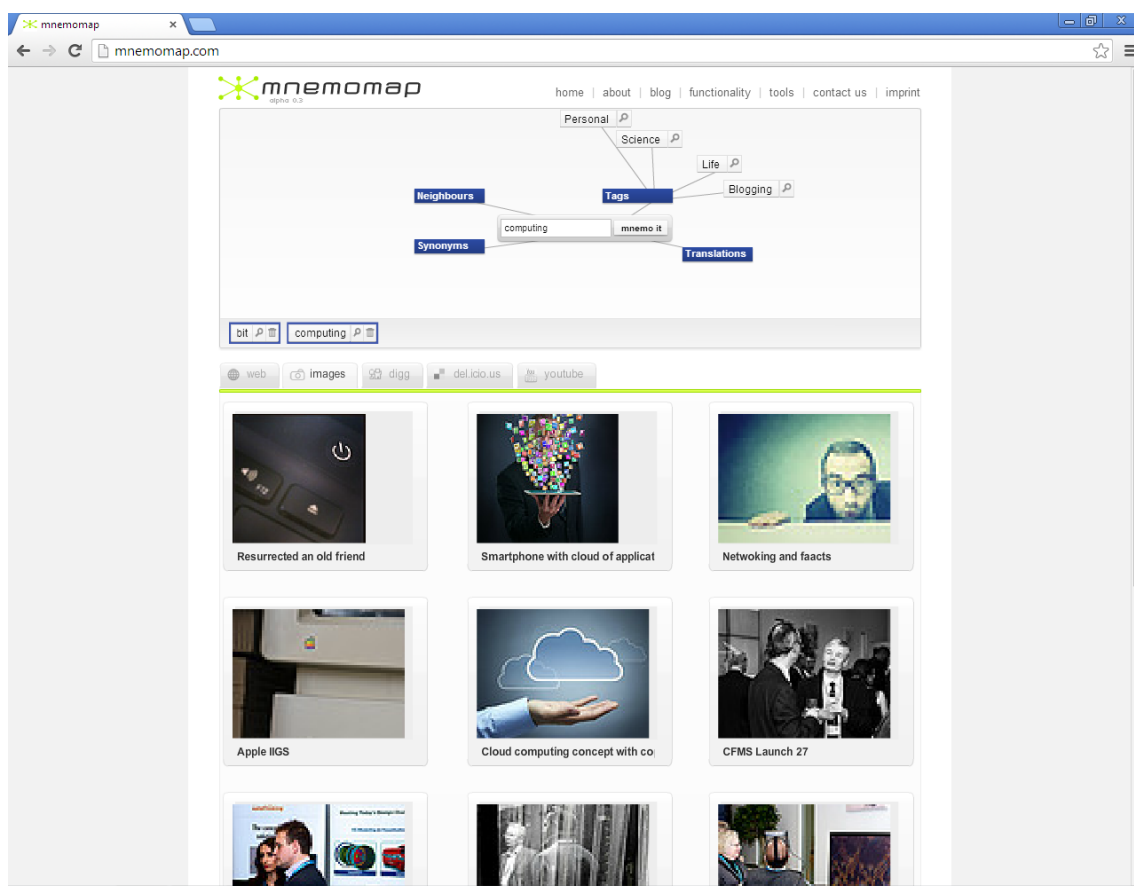 mnemomap
mnemomap.com
mnemomap
alpha 0.3
home | about | blog | functionality | tools | contact us | imprint
Personal
Science
Life
Blogging
Neighbours
Tags
computing
mnemo it
Synonyms
Translations
bit
computing
web
images
digg
del.icio.us
youtube
Resurrected an old friend
Smartphone with cloud of applicat
Netwoking and faacts
Apple IIGS
Cloud computing concept with co
CFMS Launch 27